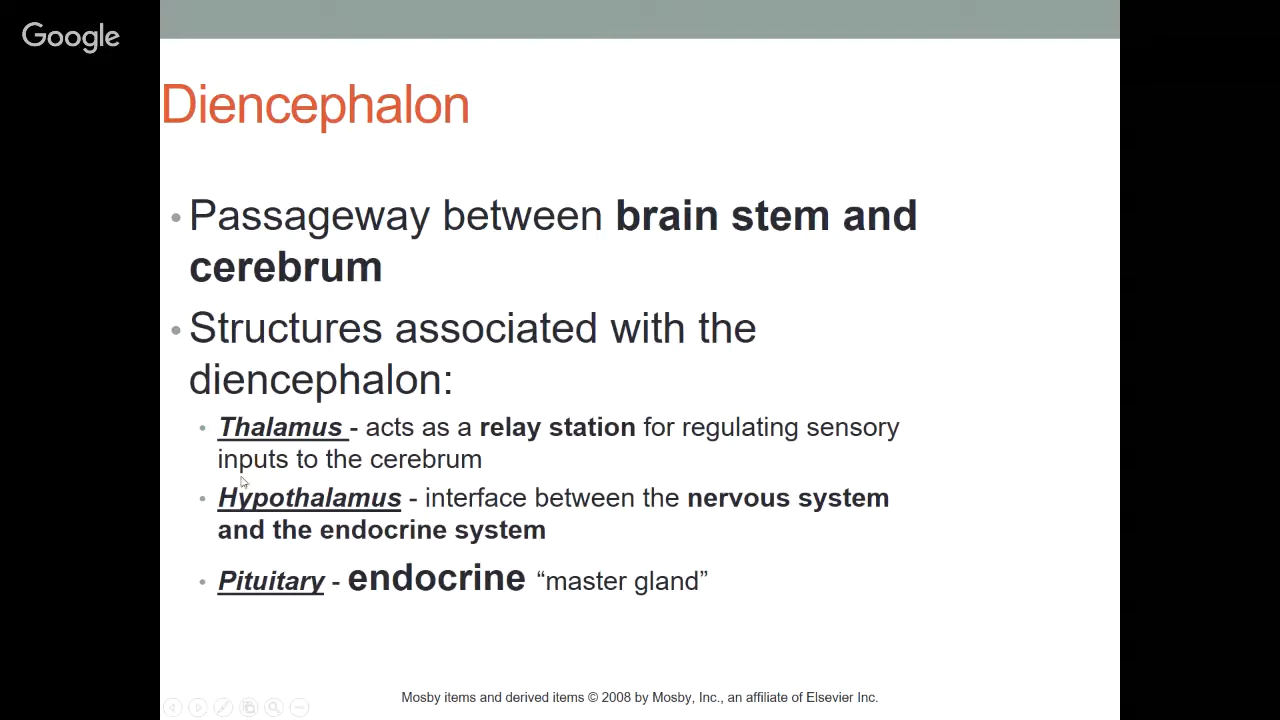 Google
Diencephalon
• Passageway between brain stem and
cerebrum
• Structures associated with the
diencephalon:
• Thalamus - acts as a relay station for regulating sensory
inputs to the cerebrum
• Hypothalamus - interface between the nervous system
and the endocrine system
• Pituitary - endocrine “master gland”
Mosby items and derived items © 2008 by Mosby, Inc., an affiliate of Elsevier Inc.